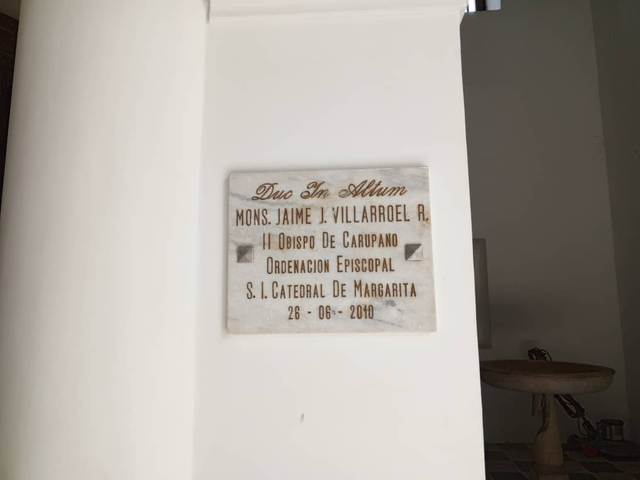 Duc In Altum
MONS. JAIME J. VILLARROEL R.
II OBISPO DE CARUPANO
ORDENACION EPISCOPAL
S. I. CATEDRAL DE MARGARITA
26 - 06 - 2010